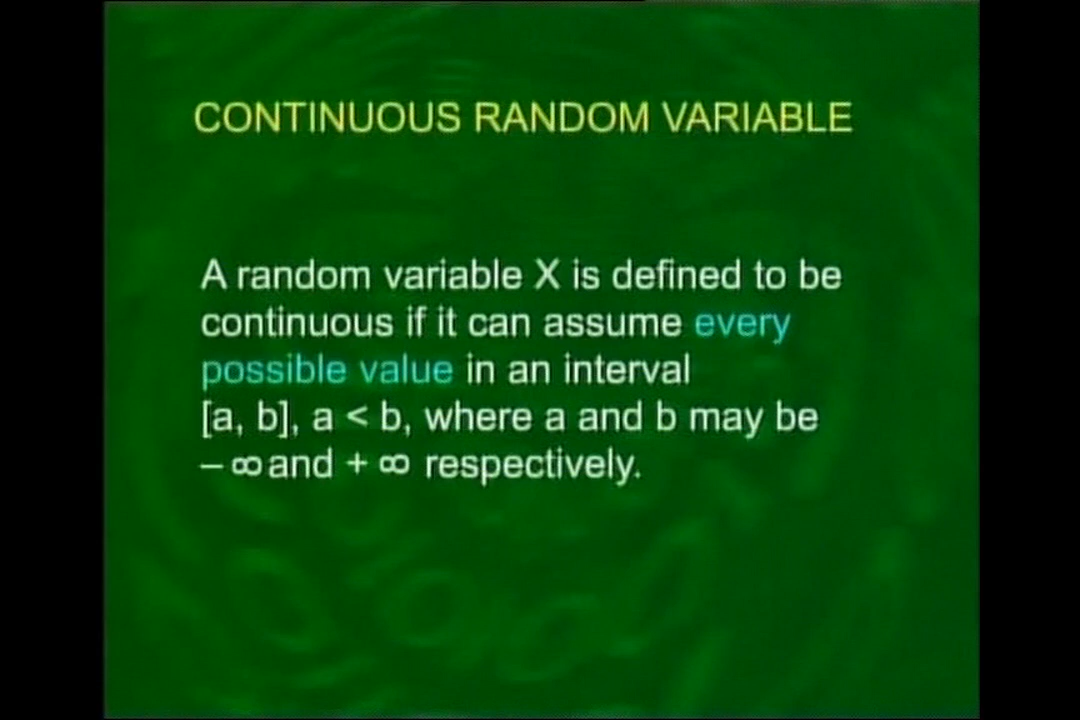 CONTINUOUS RANDOM VARIABLE
A random variable X is defined to be
continuous if it can assume every
possible value in an interval
[a, b], a < b, where a and b may be
– ∞ and + ∞ respectively.